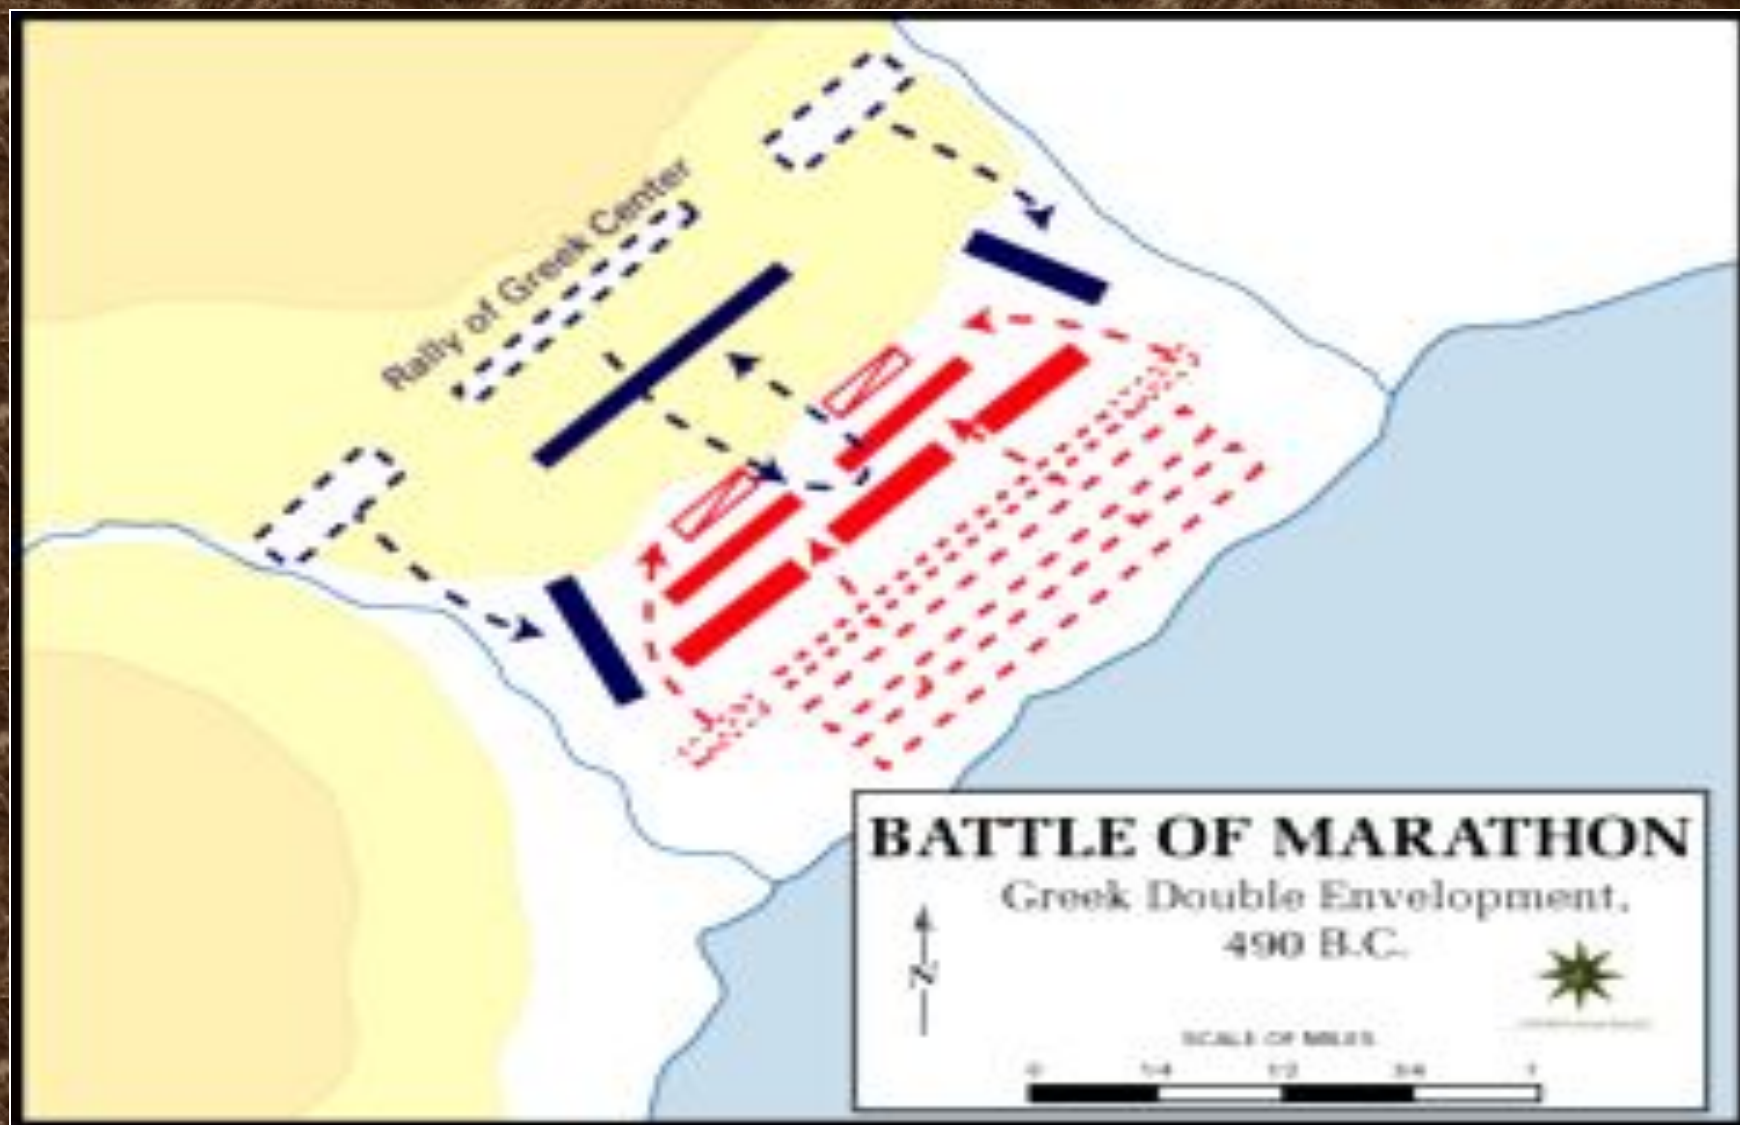 Rally of Greek Center
BATTLE OF MARATHON
Greek Double Envelopment.
490 B.C.
N
SCALE OF MILES
0 1/4 1/2 3/4 1